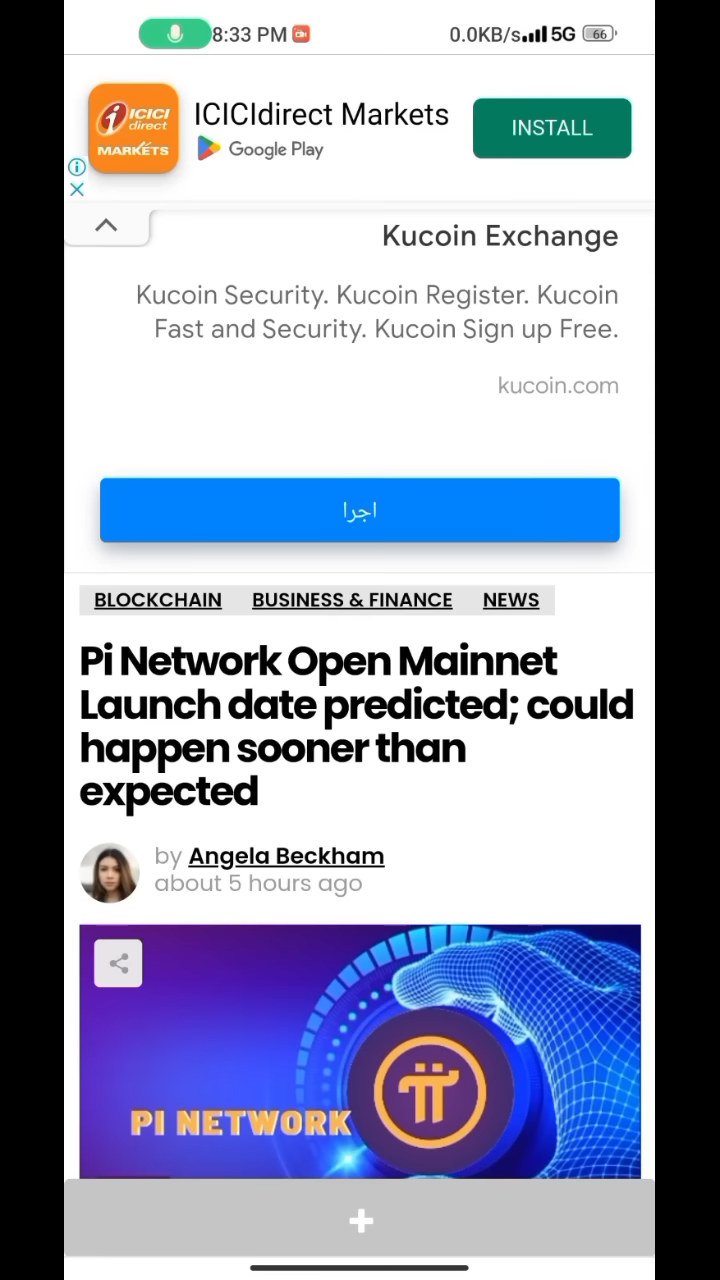 8:33 PM
0.0KB/s 5G 66
ICICI
direct
MARKETS
ICICIdirect Markets
Google Play
INSTALL
Kucoin Exchange
Kucoin Security. Kucoin Register. Kucoin
Fast and Security. Kucoin Sign up Free.
kucoin.com
اجرا
BLOCKCHAIN BUSINESS & FINANCE NEWS
Pi Network Open Mainnet
Launch date predicted; could
happen sooner than
expected
by Angela Beckham
about 5 hours ago
PI NETWORK